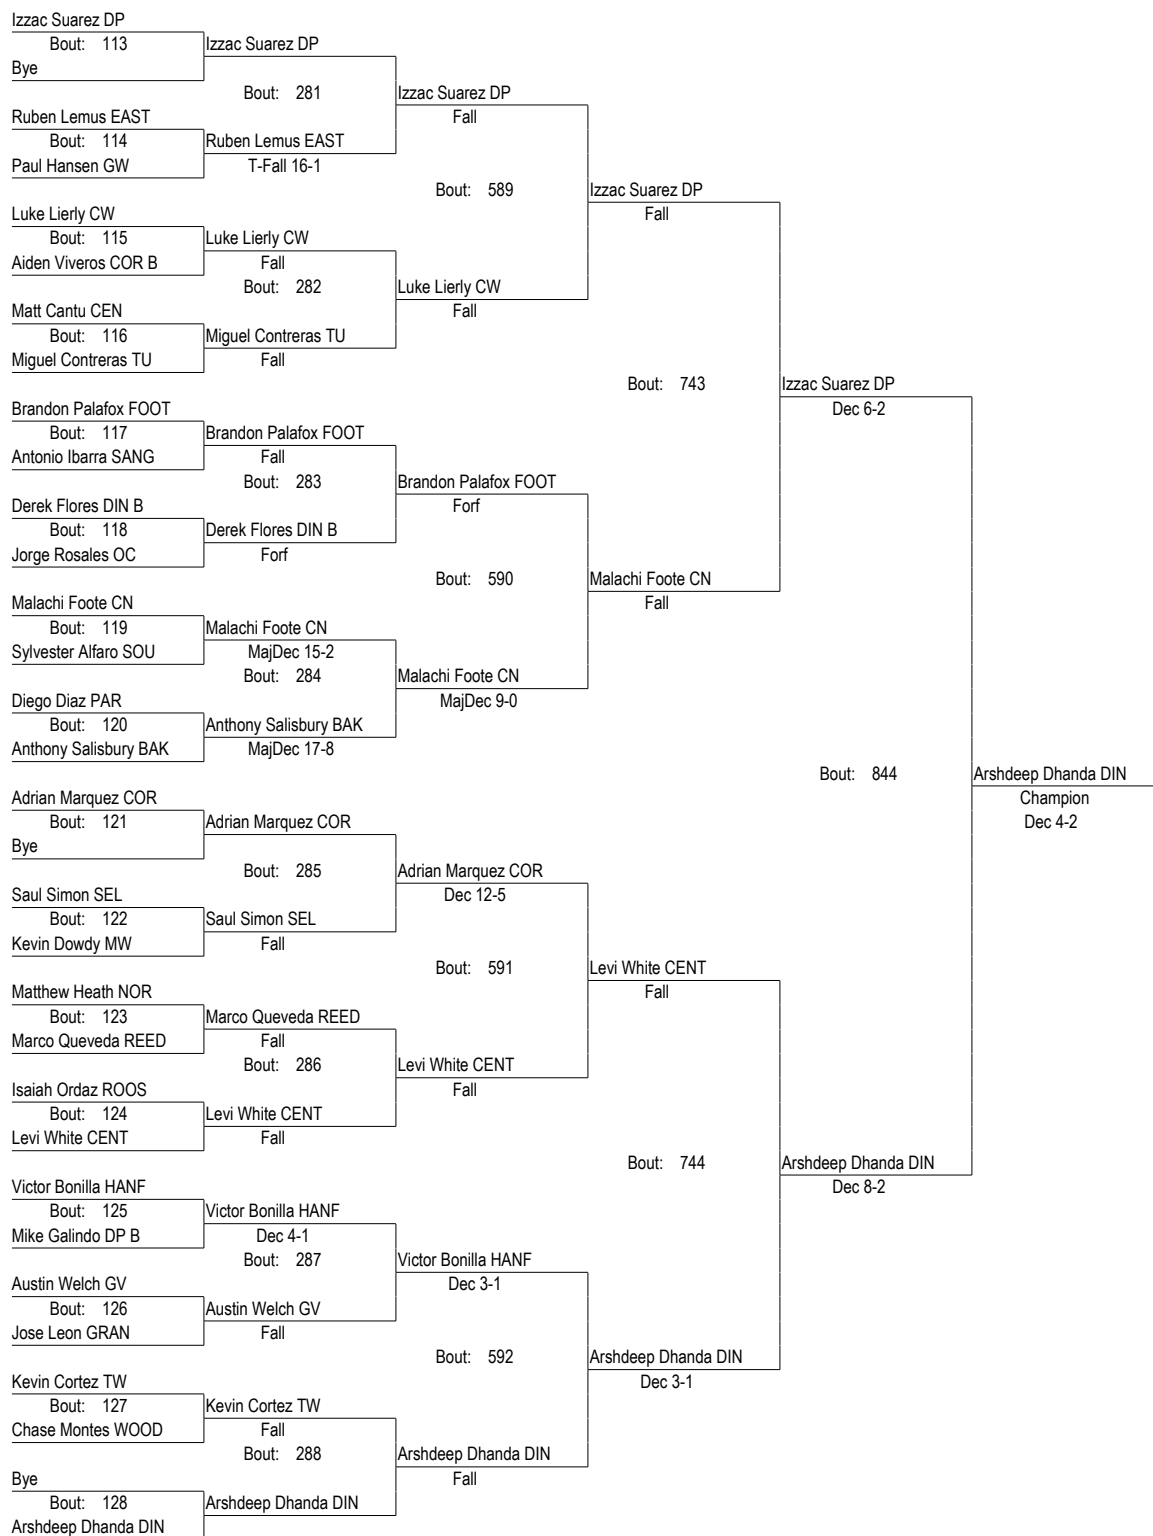 Izzac Suarez DP
Bout: 113
Izzac Suarez DP
Bye
Bout: 281
Izzac Suarez DP
Ruben Lemus EAST
Fall
Bout: 114
Ruben Lemus EAST
Paul Hansen GW
T-Fall 16-1
Bout: 589
Izzac Suarez DP
Luke Lierly CW
Fall
Bout: 115
Luke Lierly CW
Aiden Viveros COR B
Fall
Bout: 282
Luke Lierly CW
Matt Cantu CEN
Fall
Bout: 116
Miguel Contreras TU
Miguel Contreras TU
Fall
Bout: 743
Izzac Suarez DP
Brandon Palafox FOOT
Dec 6-2
Bout: 117
Brandon Palafox FOOT
Antonio Ibarra SANG
Fall
Bout: 283
Brandon Palafox FOOT
Derek Flores DIN B
Forf
Bout: 118
Derek Flores DIN B
Jorge Rosales OC
Forf
Bout: 590
Malachi Foote CN
Malachi Foote CN
Fall
Bout: 119
Malachi Foote CN
Sylvester Alfaro SOU
MajDec 15-2
Bout: 284
Malachi Foote CN
Diego Diaz PAR
MajDec 9-0
Bout: 120
Anthony Salisbury BAK
Anthony Salisbury BAK
MajDec 17-8
Bout: 844
Arshdeep Dhanda DIN
Adrian Marquez COR
Champion
Bout: 121
Adrian Marquez COR
Dec 4-2
Bye
Bout: 285
Adrian Marquez COR
Saul Simon SEL
Dec 12-5
Bout: 122
Saul Simon SEL
Kevin Dowdy MW
Fall
Bout: 591
Levi White CENT
Matthew Heath NOR
Fall
Bout: 123
Marco Queveda REED
Marco Queveda REED
Fall
Bout: 286
Levi White CENT
Isaiah Ordaz ROOS
Fall
Bout: 124
Levi White CENT
Levi White CENT
Fall
Bout: 744
Arshdeep Dhanda DIN
Victor Bonilla HANF
Dec 8-2
Bout: 125
Victor Bonilla HANF
Mike Galindo DP B
Dec 4-1
Bout: 287
Victor Bonilla HANF
Austin Welch GV
Dec 3-1
Bout: 126
Austin Welch GV
Jose Leon GRAN
Fall
Bout: 592
Arshdeep Dhanda DIN
Kevin Cortez TW
Dec 3-1
Bout: 127
Kevin Cortez TW
Chase Montes WOOD
Fall
Bout: 288
Arshdeep Dhanda DIN
Bye
Fall
Bout: 128
Arshdeep Dhanda DIN
Arshdeep Dhanda DIN